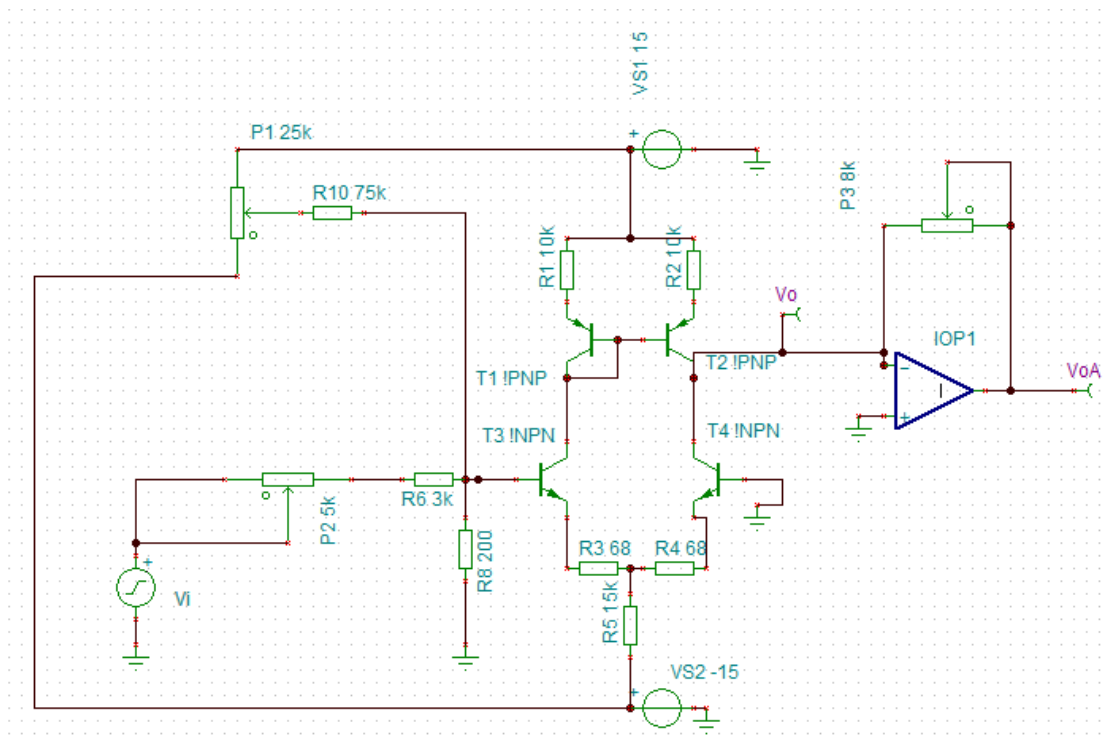 VS1 15
P1 25k
R10 75k
P3 8k
R1 10k
R2 10k
Vo
IOP1
T1 !PNP
T2 !PNP
VoA
T3 !NPN
T4 !NPN
R6 3k
P2 5k
R8 200
R3 68
R4 68
Vi
R5 15k
VS2 -15